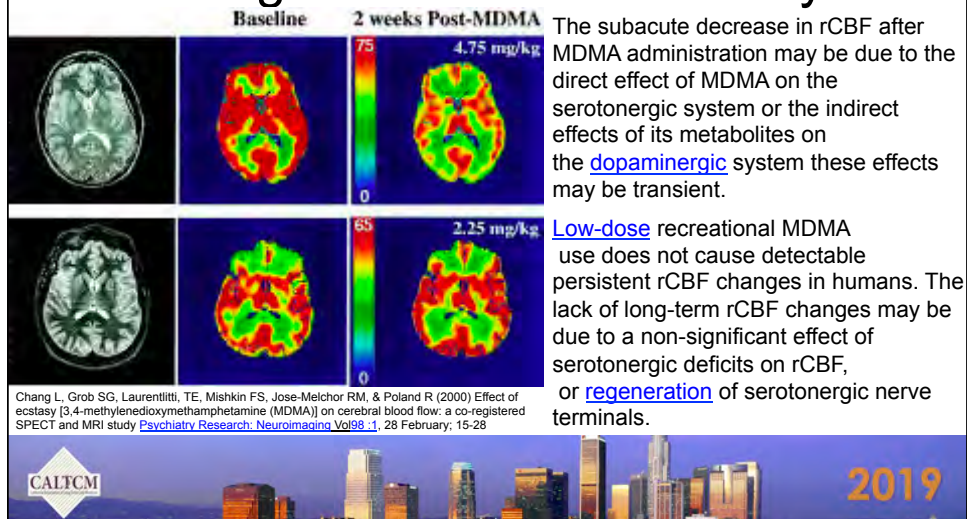 Baseline 2 weeks Post-MDMA
75
4.75 mg/kg
0
65
2.25 mg/kg
0
Chang L, Grob SG, Laurentlitti, TE, Mishkin FS, Jose-Melchor RM, & Poland R (2000) Effect of
ecstasy [3,4-methylenedioxymethamphetamine (MDMA)] on cerebral blood flow: a co-registered
SPECT and MRI study Psychiatry Research: Neuroimaging Vol98 :1, 28 February; 15-28
The subacute decrease in rCBF after
MDMA administration may be due to the
direct effect of MDMA on the
serotonergic system or the indirect
effects of its metabolites on
the dopaminergic system these effects
may be transient.
Low-dose recreational MDMA
use does not cause detectable
persistent rCBF changes in humans. The
lack of long-term rCBF changes may be
due to a non-significant effect of
serotonergic deficits on rCBF,
or regeneration of serotonergic nerve
terminals.
CALTCM
2019